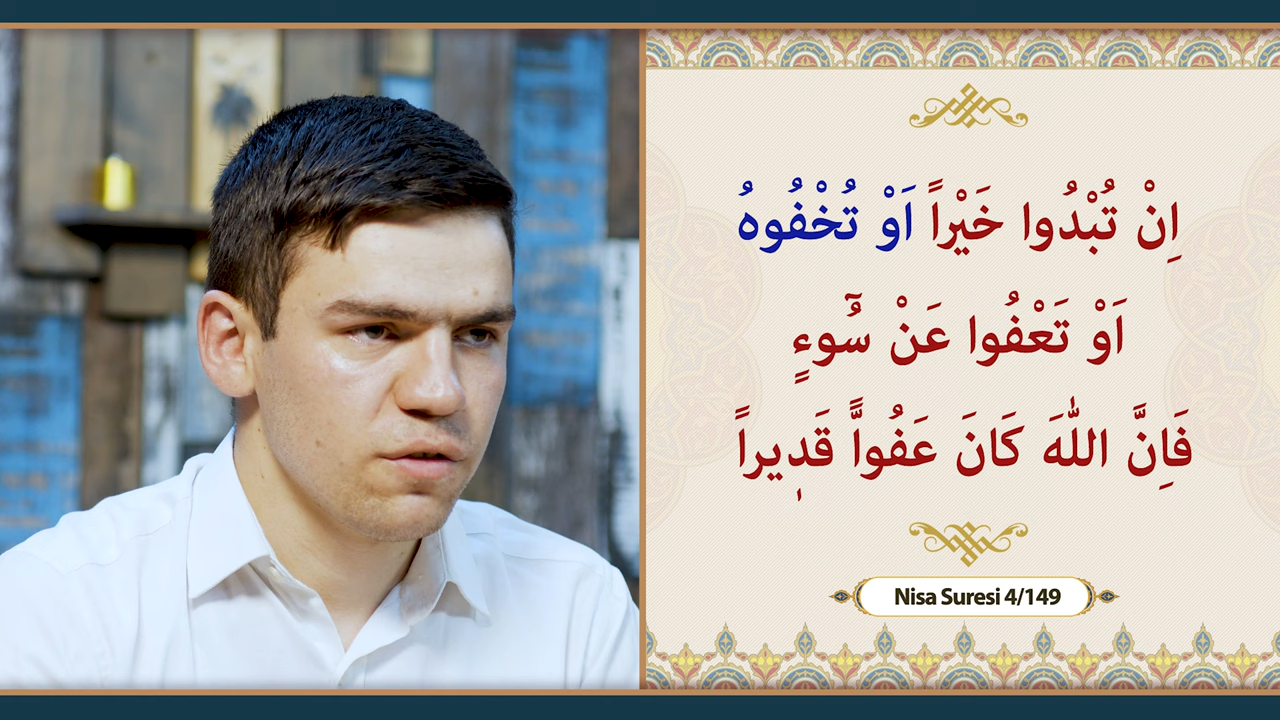 اِنْ تُبْدُوا خَيْراً اَوْ تُخْفُوهُ
اَوْ تَعْفُوا عَنْ سُٓوءٍ
فَاِنَّ اللّٰهَ كَانَ عَفُواًّ قَدٖيراً
Nisa Suresi 4/149